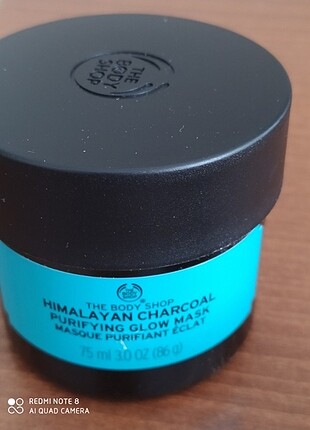 THE
BODY
SHOP
THE BODY SHOP
HIMALAYAN CHARCOAL
PURIFYING GLOW MASK
MASQUE PURIFIANT ÉCLAT
75 ml 3.0 OZ (86 g)
REDMI NOTE 8
AI QUAD CAMERA